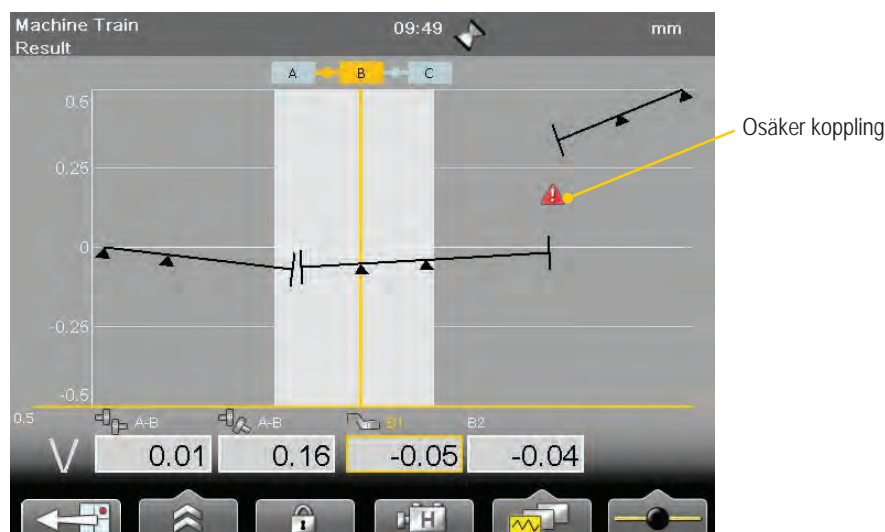 Machine Train
Result
09:49
mm
A B C
0.5
0.25
0
-0.25
-0.5
Osäker koppling
0.5
A-B
A-B
B1
B2
V
0.01
0.16
-0.05
-0.04
H